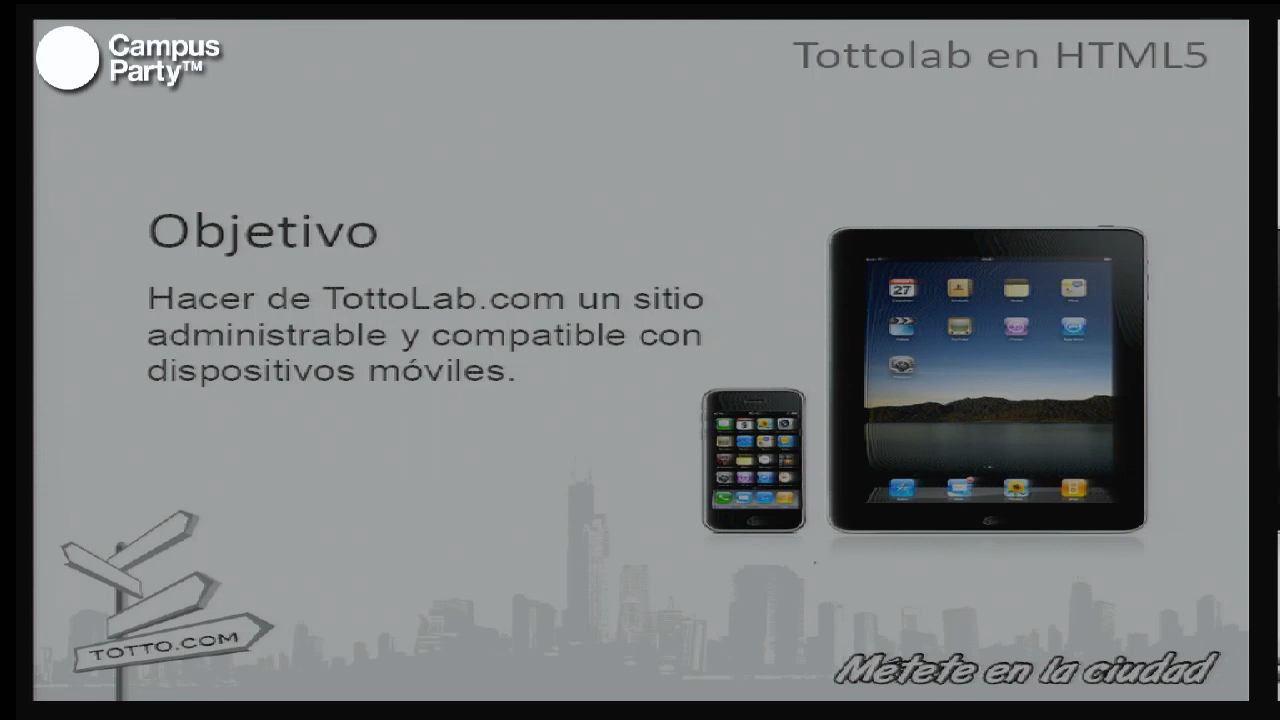 Campus
Party™
Tottolab en HTML5
Objetivo
Hacer de TottoLab.com un sitio
administrable y compatible con
dispositivos móviles.
27
TOTTO.COM
Métete en la ciudad